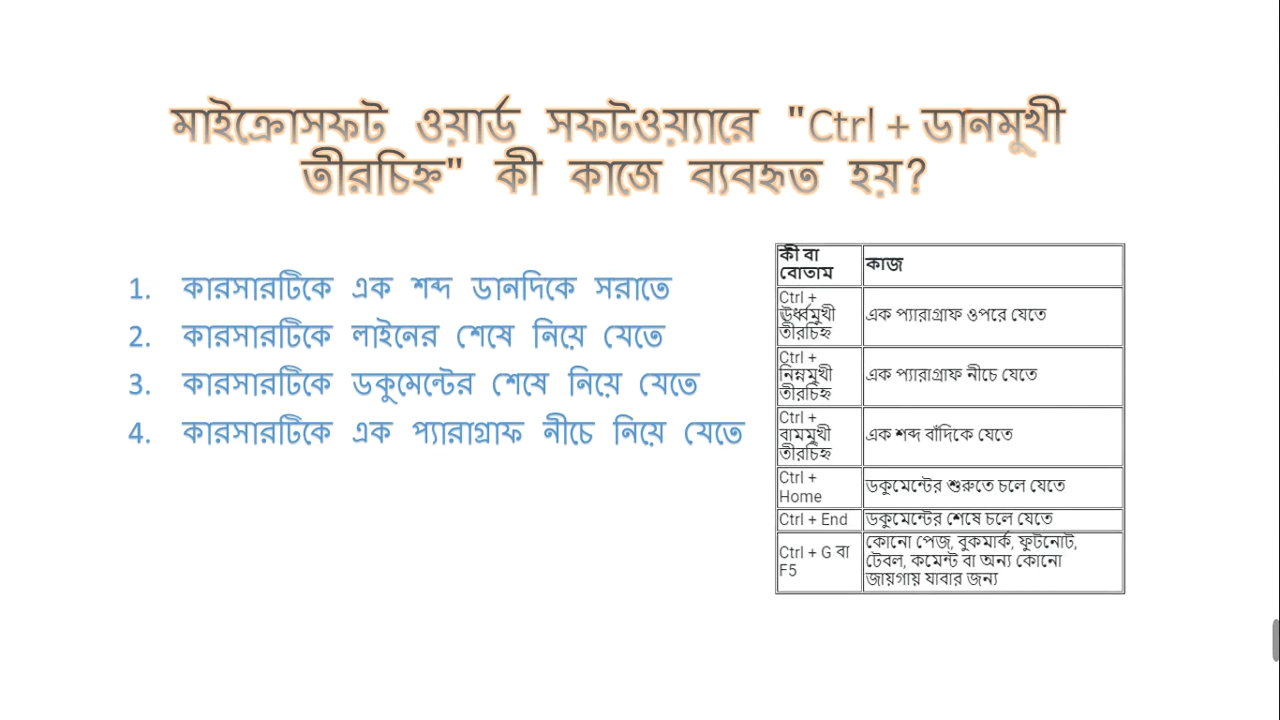 মাইক্রোসফট ওয়ার্ড সফটওয়্যারে "Ctrl + ডানমুখী
তীরচিহ্ন" কী কাজে ব্যবহৃত হয়?
1. কারসারটিকে এক শব্দ ডানদিকে সরাতে
2. কারসারটিকে লাইনের শেষে নিয়ে যেতে
3. কারসারটিকে ডকুমেন্টের শেষে নিয়ে যেতে
4. কারসারটিকে এক প্যারাগ্রাফ নীচে নিয়ে যেতে
কী বা
বোতাম
কাজ
Ctrl +
ঊর্ধ্বমুখী
তীরচিহ্ন
এক প্যারাগ্রাফ ওপরে যেতে
Ctrl +
নিম্নমুখী
তীরচিহ্ন
এক প্যারাগ্রাফ নীচে যেতে
Ctrl +
বামমুখী
তীরচিহ্ন
এক শব্দ বাঁদিকে যেতে
Ctrl +
Home
ডকুমেন্টের শুরুতে চলে যেতে
Ctrl + End
ডকুমেন্টের শেষে চলে যেতে
Ctrl + G বা
F5
কোনো পেজ, বুকমার্ক, ফুটনোট,
টেবল, কমেন্ট বা অন্য কোনো
জায়গায় যাবার জন্য